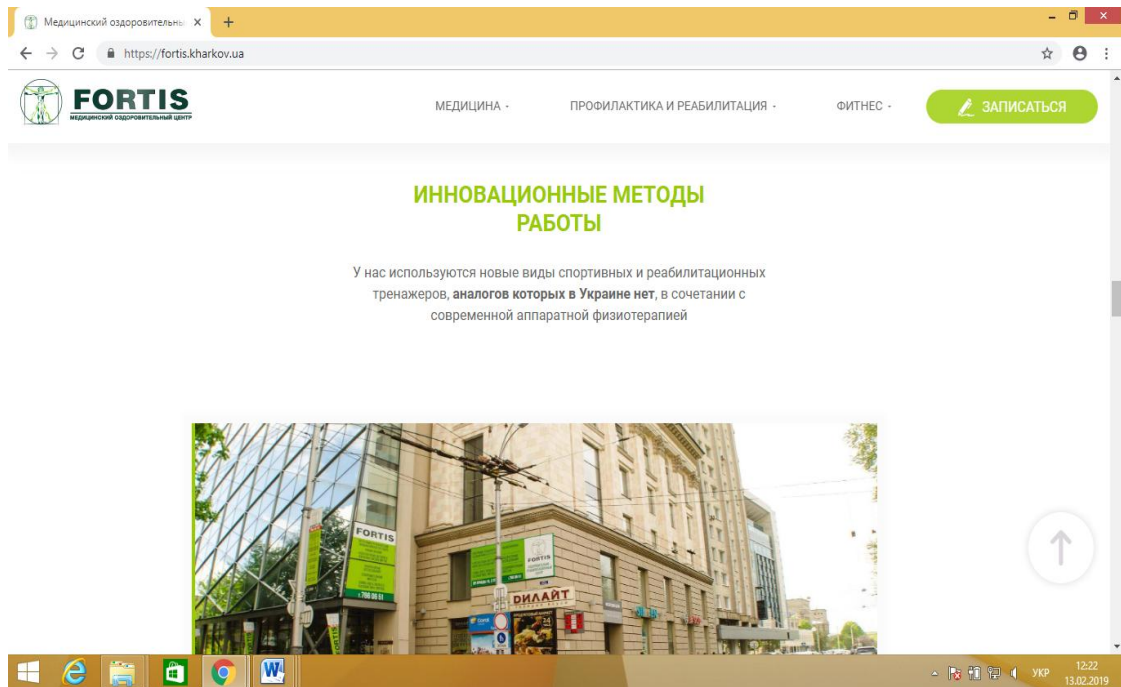 Медицинский оздоровительны
https://fortis.kharkov.ua
FORTIS
МЕДИЦИНСКИЙ ОЗДОРОВИТЕЛЬНЫЙ ЦЕНТР
МЕДИЦИНА
ПРОФИЛАКТИКА И РЕАБИЛИТАЦИЯ
ФИТНЕС
ЗАПИСАТЬСЯ
ИННОВАЦИОННЫЕ МЕТОДЫ
РАБОТЫ
У нас используются новые виды спортивных и реабилитационных
тренажеров, аналогов которых в Украине нет, в сочетании с
современной аппаратной физиотерапией
FORTIS
FORTIS
ДИЛАЙТ
24
УКР
12:22
13.02.2019